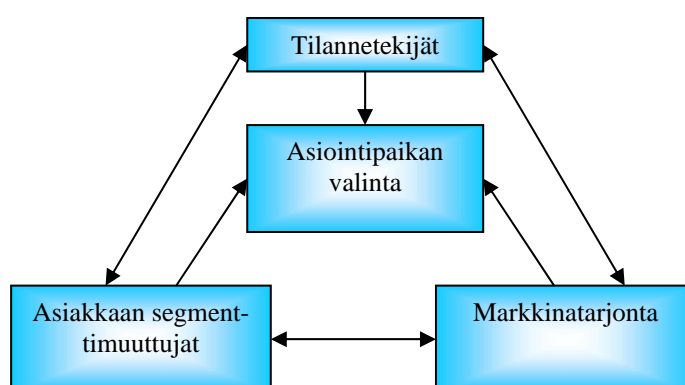 Tilannetekijät
Asiointipaikan
valinta
Asiakkaan segment-
timuuttujat
Markkinatarjonta